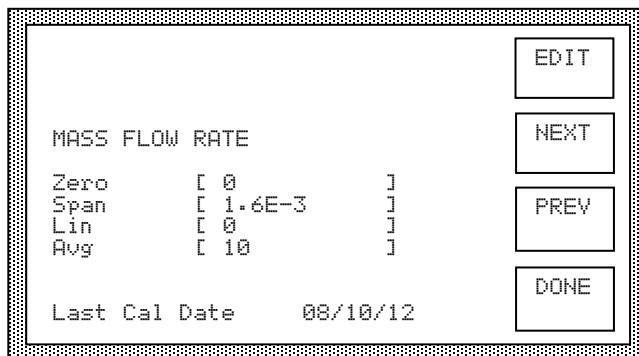 EDIT
MASS FLOW RATE
NEXT
Zero [ 0 ]
Span [ 1.6E-3 ]
PREV
Lin [ 0 ]
Avg [ 10 ]
DONE
Last Cal Date 08/10/12